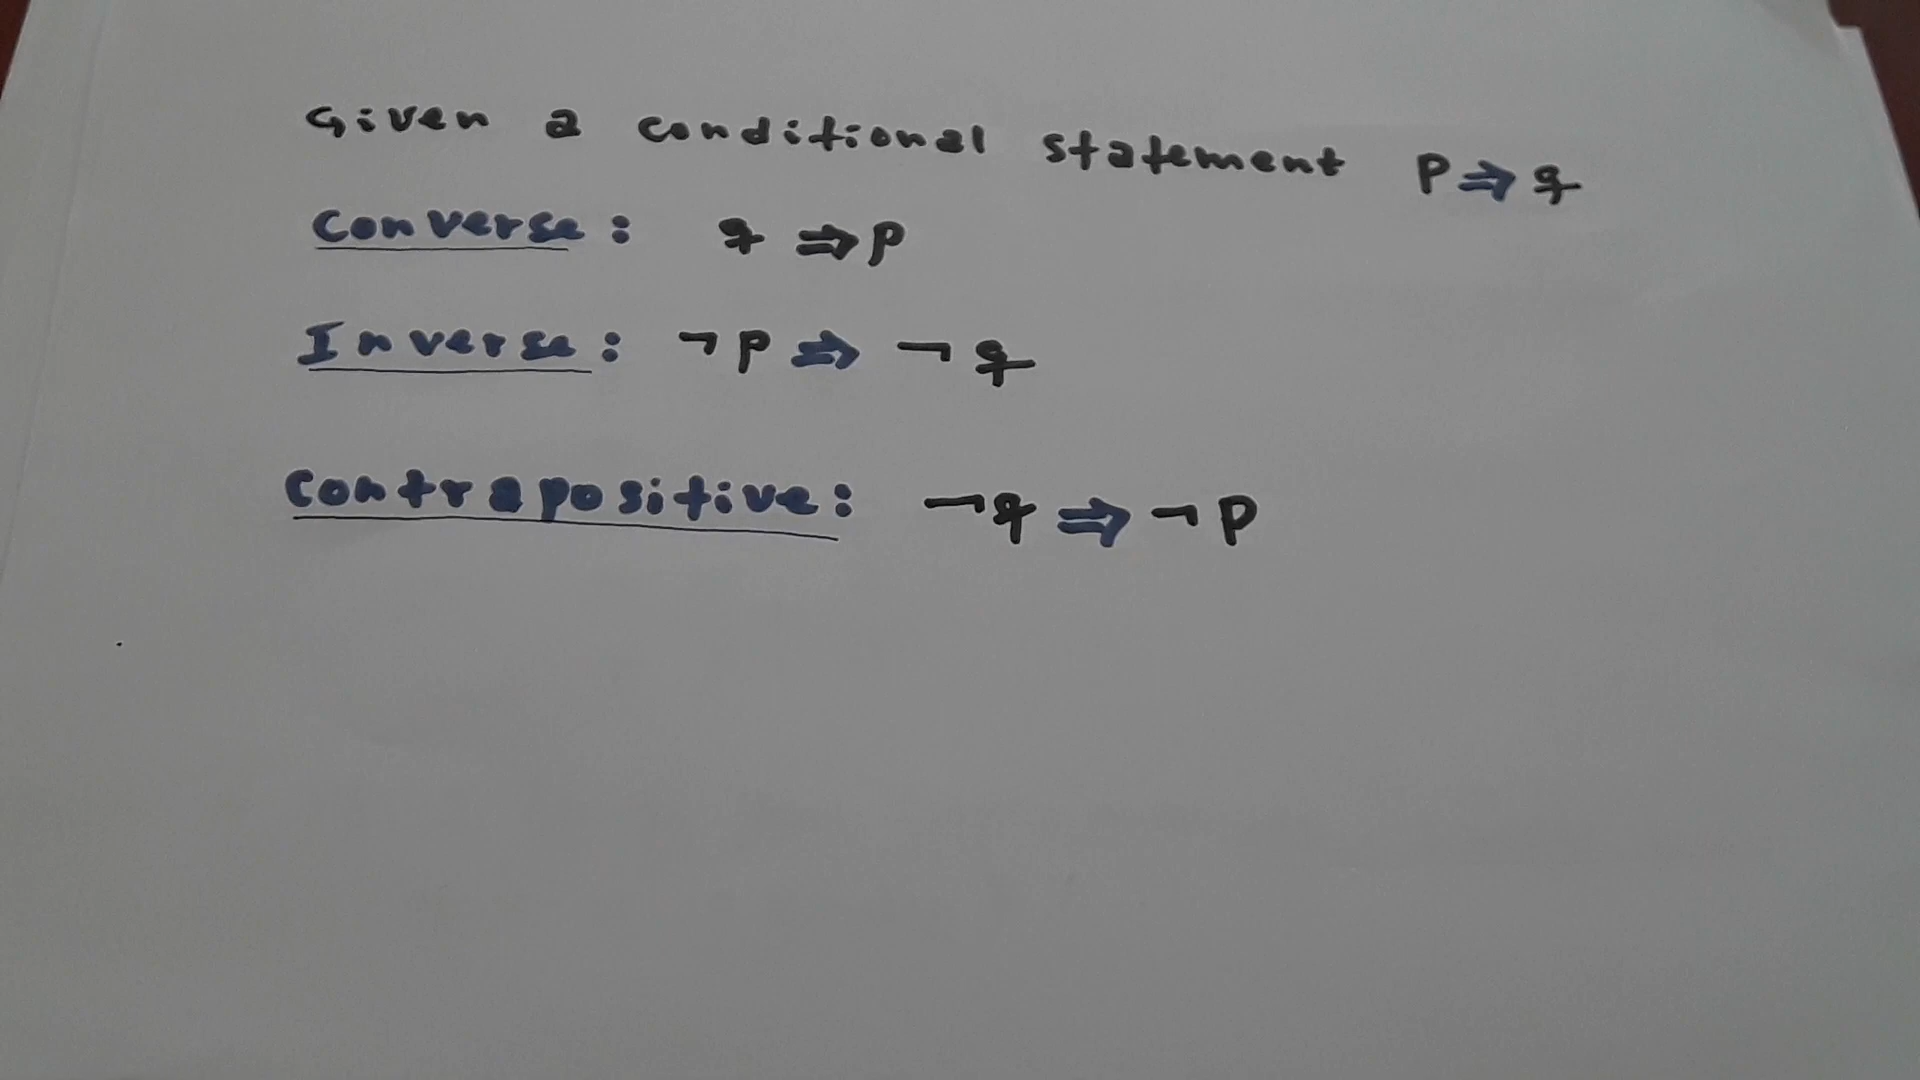 Given a conditional statement P ⇒ q
Converse: q ⇒ p
Inverse: ¬ p ⇒ ¬ q
Contrapositive: ¬q ⇒ ¬ p